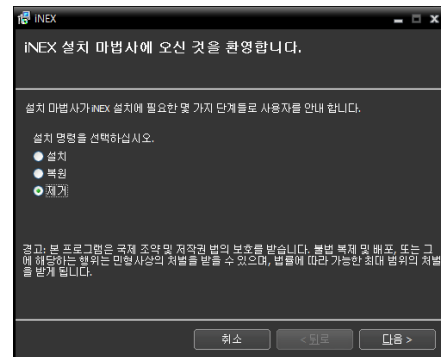 iNEX
iNEX 설치 마법사에 오신 것을 환영합니다.
설치 마법사가 iNEX 설치에 필요한 몇 가지 단계들로 사용자를 안내 합니다.
설치 명령을 선택하십시오.
설치
복원
제거
경고: 본 프로그램은 국제 조약 및 저작권 법의 보호를 받습니다. 불법 복제 및 배포, 또는 그
에 해당하는 행위는 민형사상의 처벌을 받을 수 있으며, 법률에 따라 가능한 최대 범위의 처벌
을 받게 됩니다.
취소
< 뒤로
다음 >